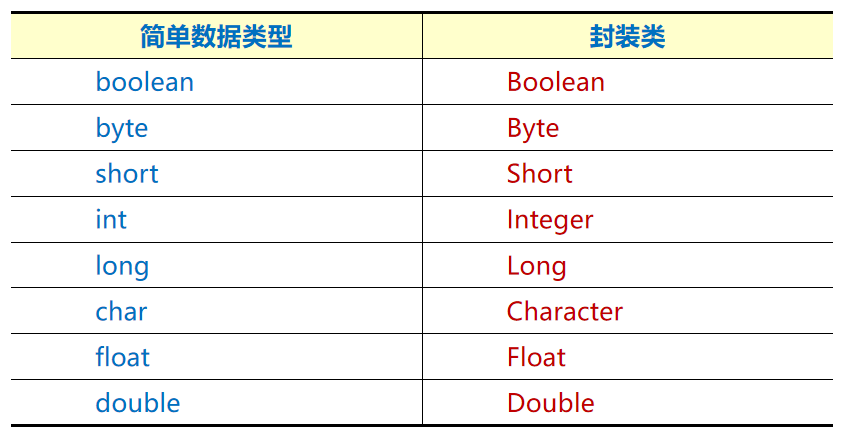 简单数据类型 封装类
boolean Boolean
byte Byte
short Short
int Integer
long Long
char Character
float Float
double Double